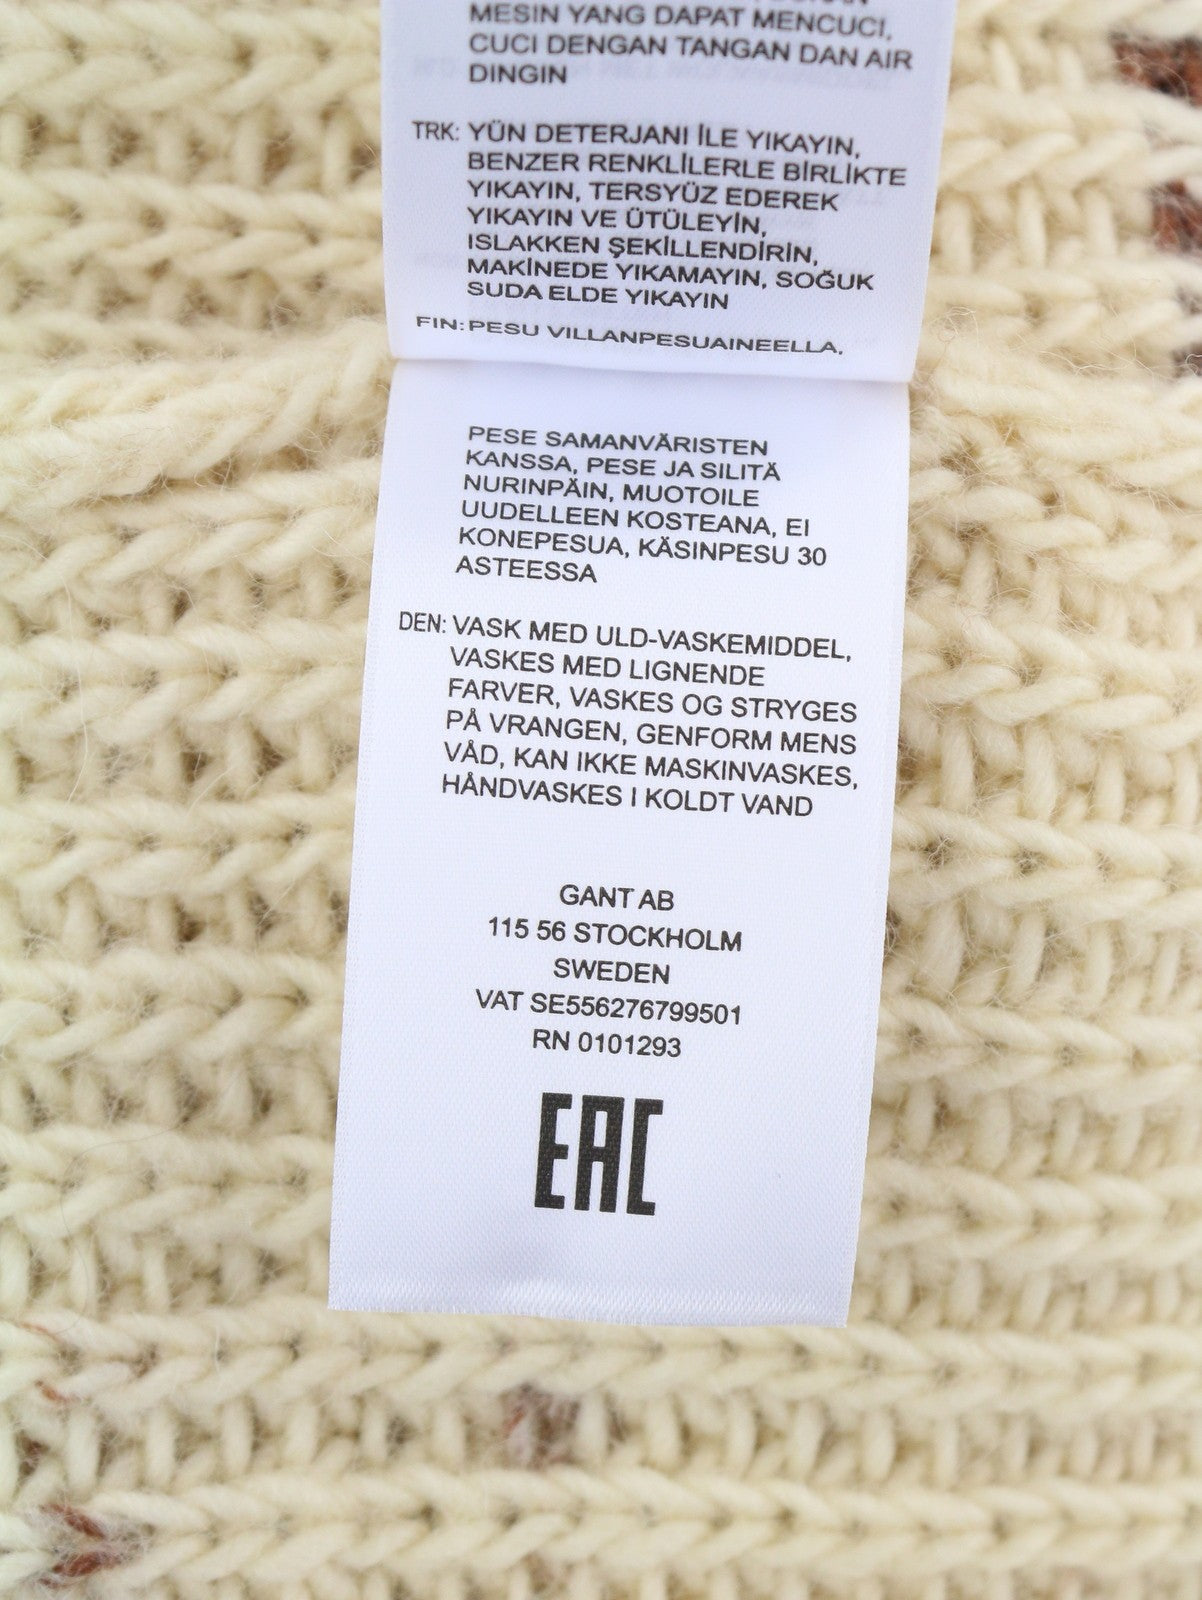 MESIN YANG DAPAT MENCUCI,
CUCI DENGAN TANGAN DAN AIR
DINGIN
TRK: YÜN DETERJANI İLE YIKAYIN,
BENZER RENKLİLERLE BİRLİKTE
YIKAYIN, TERSYÜZ EDEREK
YIKAYIN VE ÜTÜLEYİN,
ISLAKKEN ŞEKİLLENDİRİN,
MAKİNEDE YIKAMAYIN, SOĞUK
SUDA ELDE YIKAYIN
FIN: PESU VILLANPESUAINEELLA,
PESE SAMANVÄRISTEN
KANSSA, PESE JA SILITÄ
NURINPÄIN, MUOTOILE
UUDELLEEN KOSTEANA, EI
KONEPESUA, KÄSINPESU 30
ASTEESSA
DEN: VASK MED ULD-VASKEMIDDEL,
VASKES MED LIGNENDE
FARVER, VASKES OG STRYGES
PÅ VRANGEN, GENFORM MENS
VÅD, KAN IKKE MASKINVASKES,
HÅNDVASKES I KOLDT VAND
GANT AB
115 56 STOCKHOLM
SWEDEN
VAT SE556276799501
RN 0101293
EAC